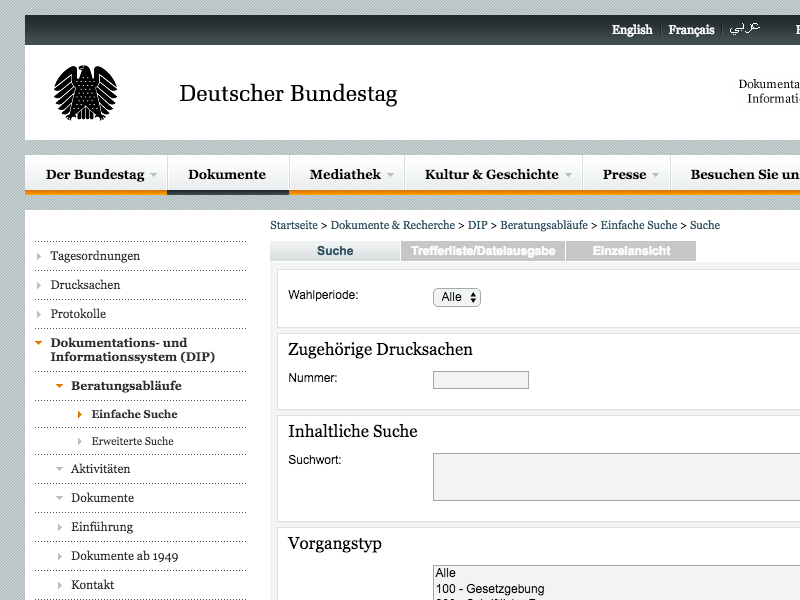 English Français عربي
Deutscher Bundestag
Dokumenta
Informati
Der Bundestag Dokumente Mediathek Kultur & Geschichte Presse Besuchen Sie un
Startseite > Dokumente & Recherche > DIP > Beratungsabläufe > Einfache Suche > Suche
Suche Trefferliste/Dateiausgabe Einzelansicht
Tagesordnungen
Drucksachen
Protokolle
Dokumentations- und
Informationssystem (DIP)
Beratungsabläufe
Einfache Suche
Erweiterte Suche
Aktivitäten
Dokumente
Einführung
Dokumente ab 1949
Kontakt
Wahlperiode: Alle
Zugehörige Drucksachen
Nummer:
Inhaltliche Suche
Suchwort:
Vorgangstyp
Alle
100 - Gesetzgebung